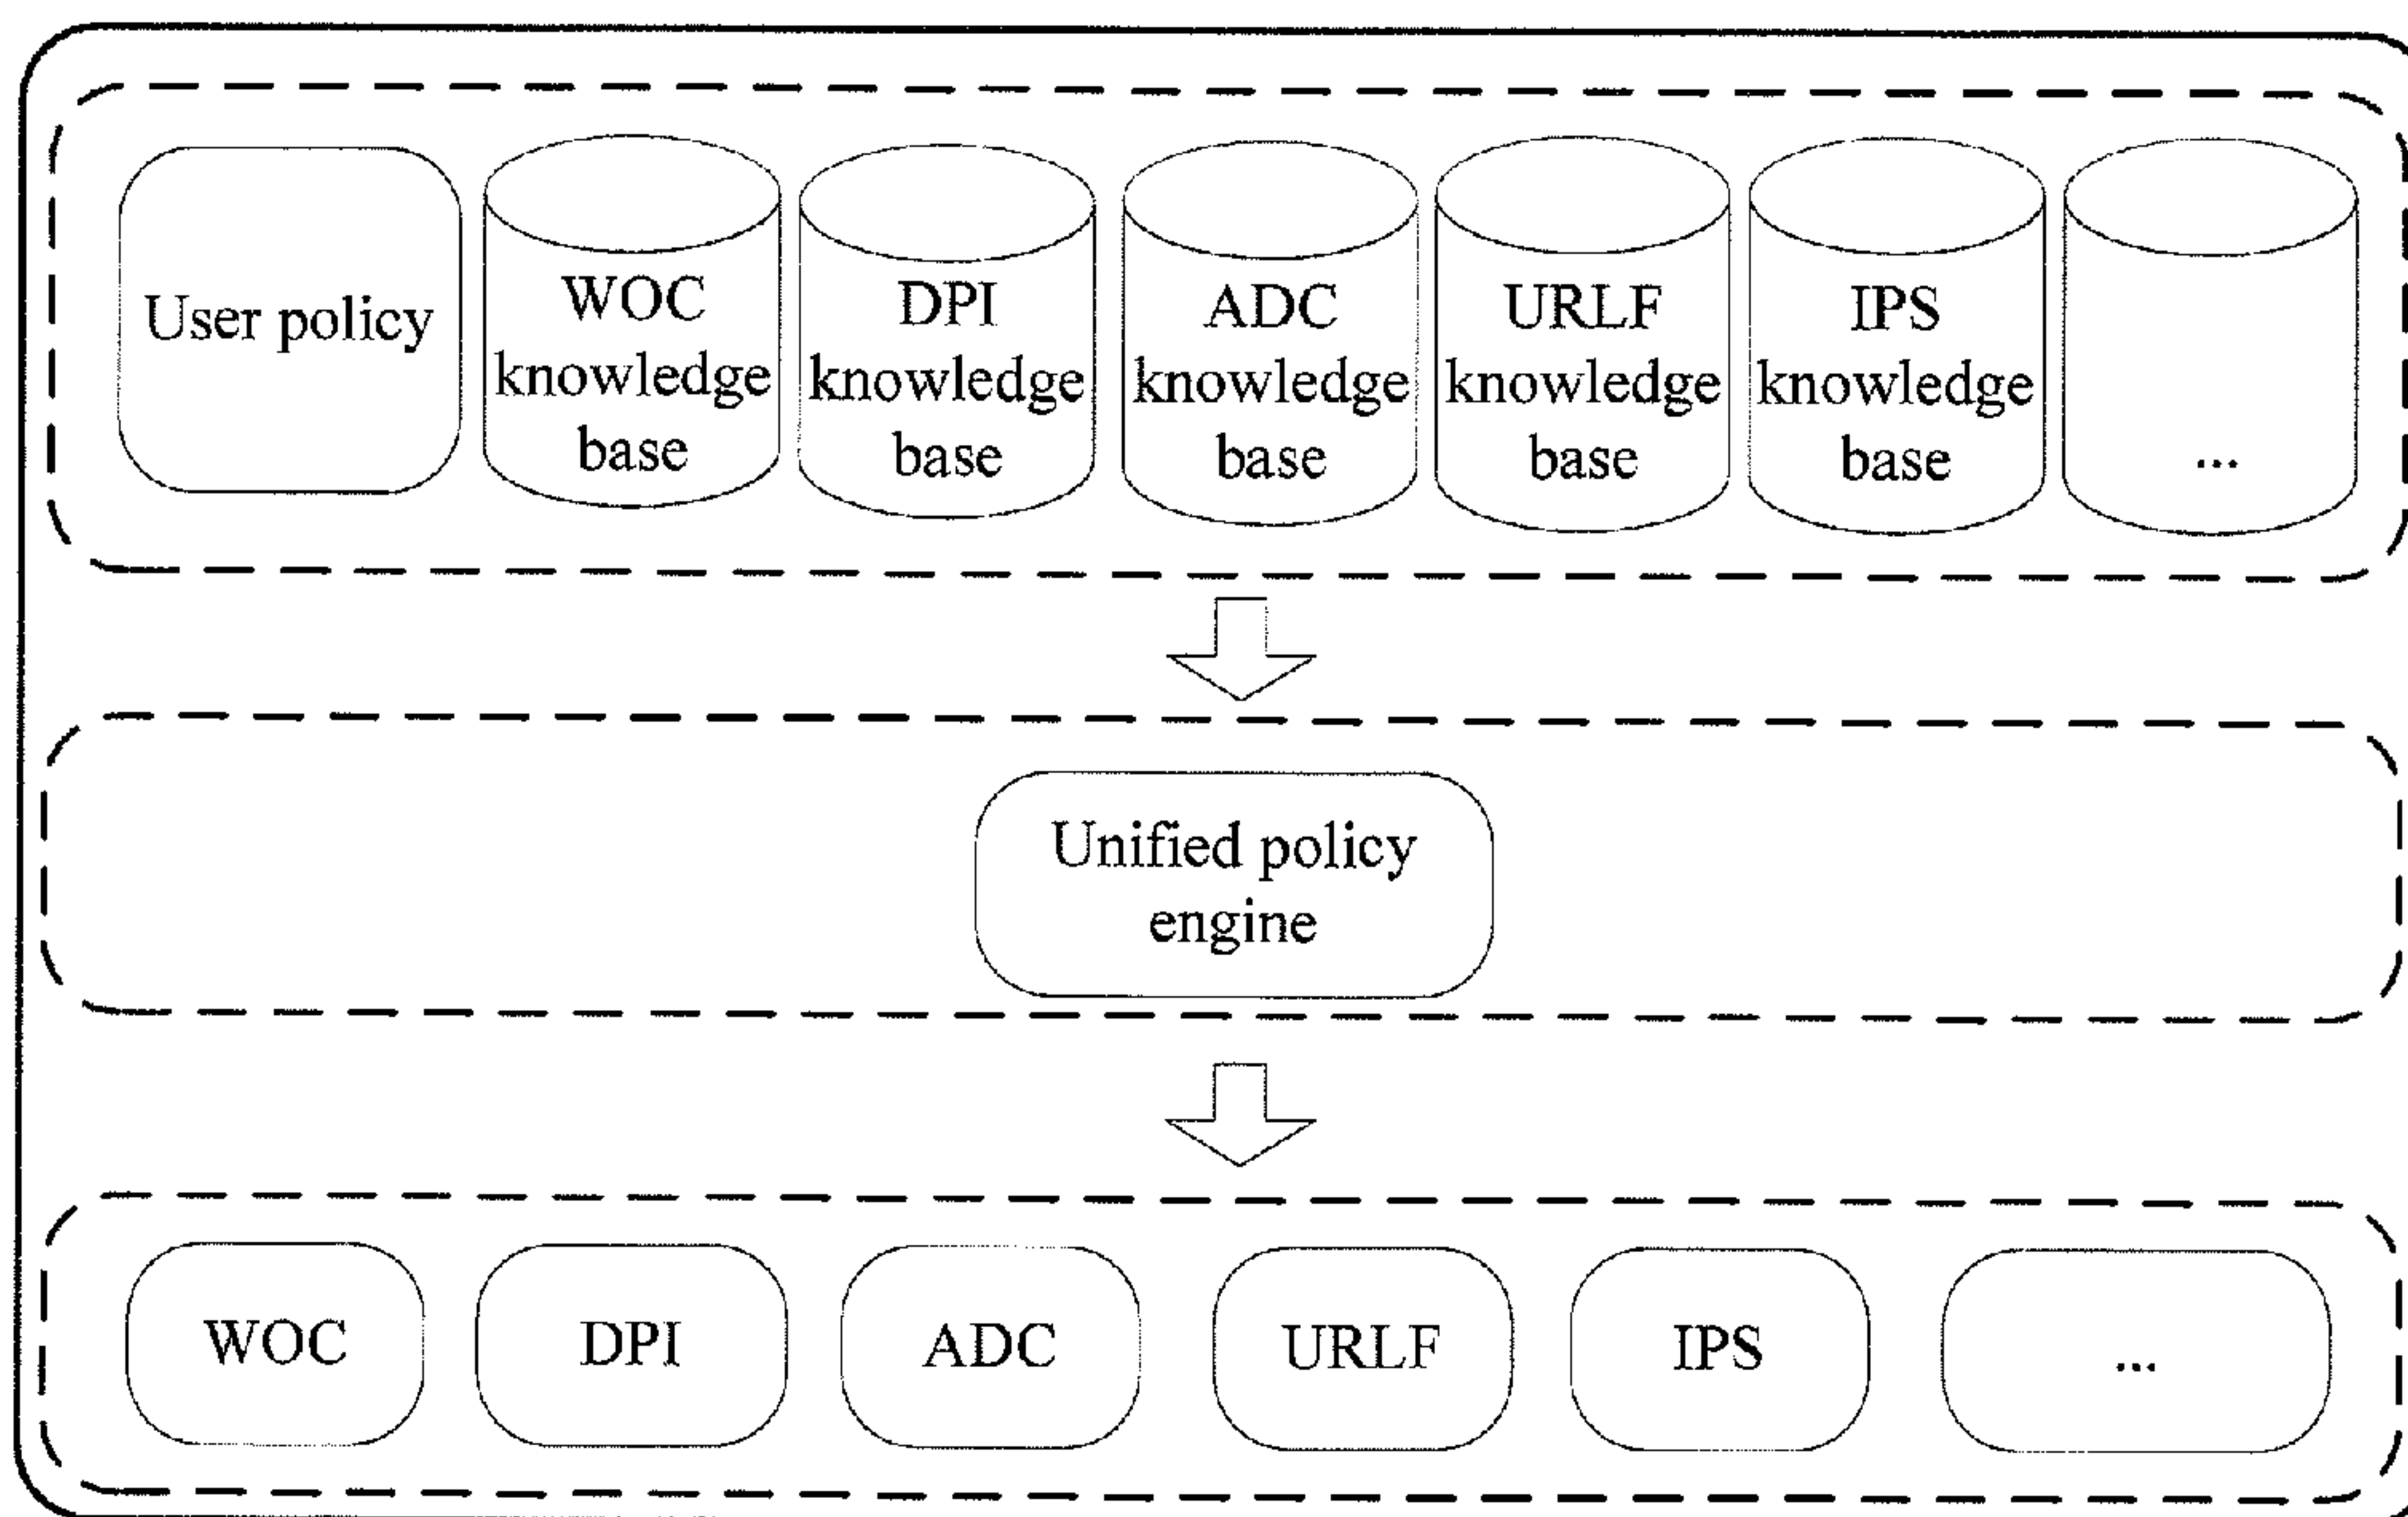 User policy
WOC
knowledge
base
DPI
knowledge
base
ADC
knowledge
base
URLF
knowledge
base
IPS
knowledge
base
...
Unified policy
engine
WOC
DPI
ADC
URLF
IPS
...